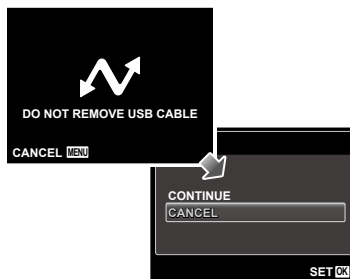 DO NOT REMOVE USB CABLE
CANCEL MENU
CONTINUE
CANCEL
SET OK